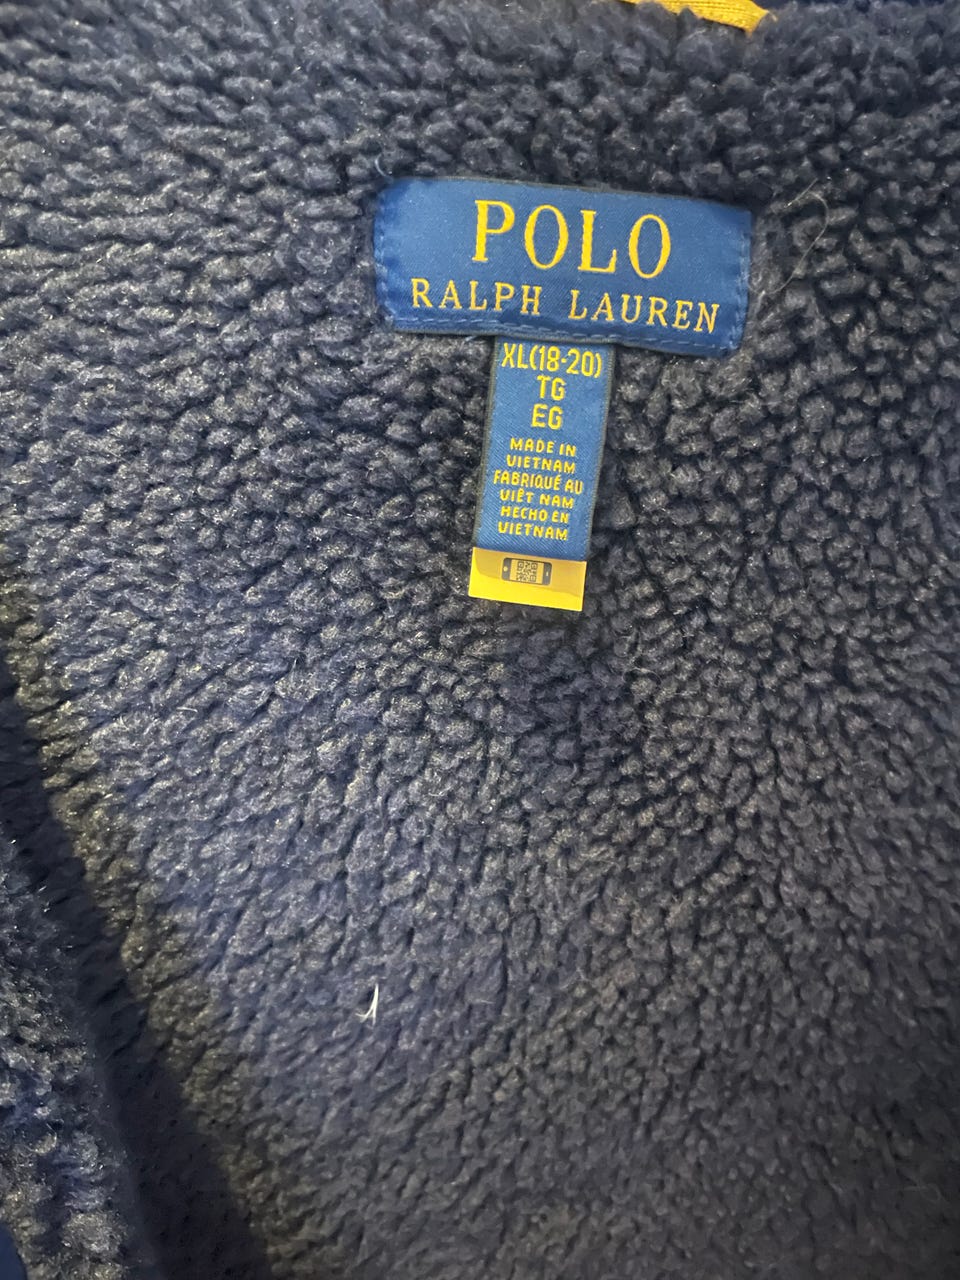 POLO
RALPH LAUREN
XL(18-20)
TG
EG
MADE IN
VIETNAM
FABRIQUÉ AU
VIÊT NAM
HECHO EN
VIETNAM